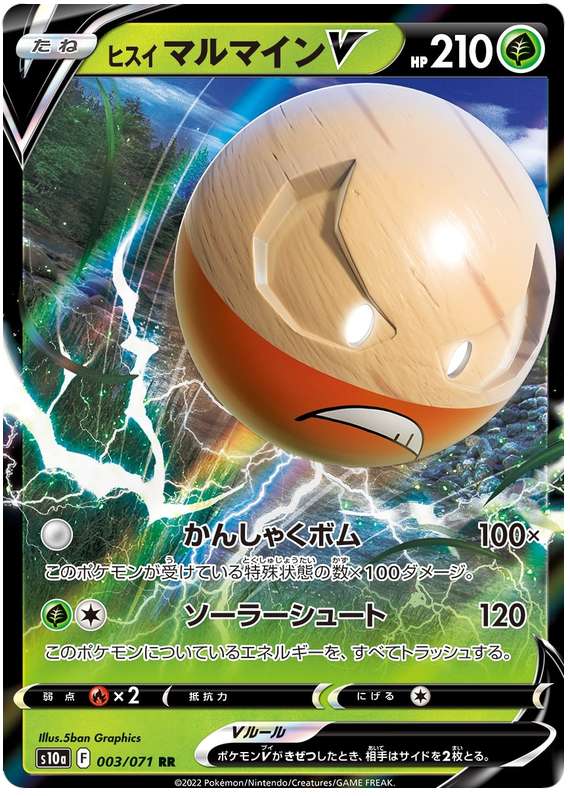 たね ヒスイ マルマインV HP210
かんしゃくボム 100×
このポケモンが受けている特殊状態の数×100ダメージ。
ソーラーシュート 120
このポケモンについているエネルギーを、すべてトラッシュする。
弱点 ×2 抵抗力 にげる
Illus.5ban Graphics
Vルール
s10a F 003/071 RR
ポケモンVがきぜつしたとき、相手はサイドを2枚とる。
©2022 Pokémon/Nintendo/Creatures/GAME FREAK.